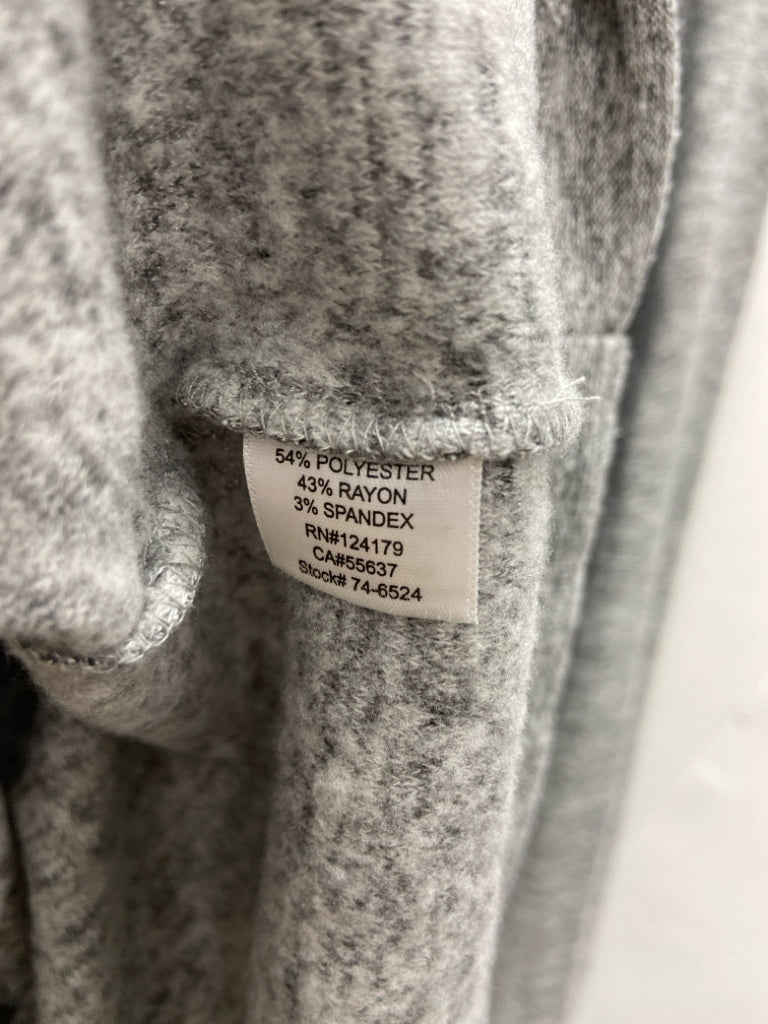 54% POLYESTER
43% RAYON
3% SPANDEX
RN#124179
CA#55637
Stock# 74-6524